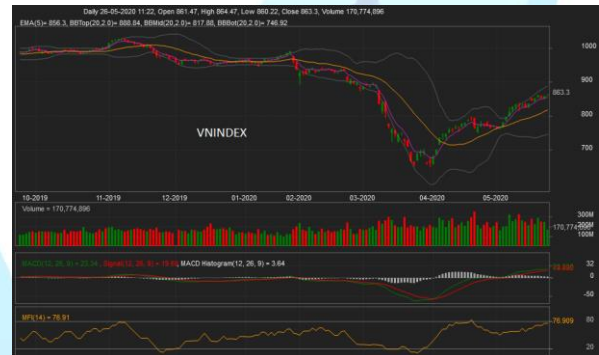 Daily 26-05-2020 11:22, Open 861.47, High 864.47, Low 860.22, Close 863.3, Volume 170,774,896
EMA(5)= 856.3, BBTop(20,2.0)= 888.84, BBMid(20,2.0)= 817.88, BBBot(20,2.0)= 746.92
1000
900
863.3
800
700
VNINDEX
10-2019 11-2019 12-2019 01-2020 02-2020 03-2020 04-2020 05-2020
Volume = 170,774,896
300M
200M
170,774,896
100M
MACD(12, 26, 9) = 23.34, Signal(12, 26, 9) = , MACD Histogram(12, 26, 9) = 3.64
32
0
-50
MFI(14) = 76.91
80
76.909
20